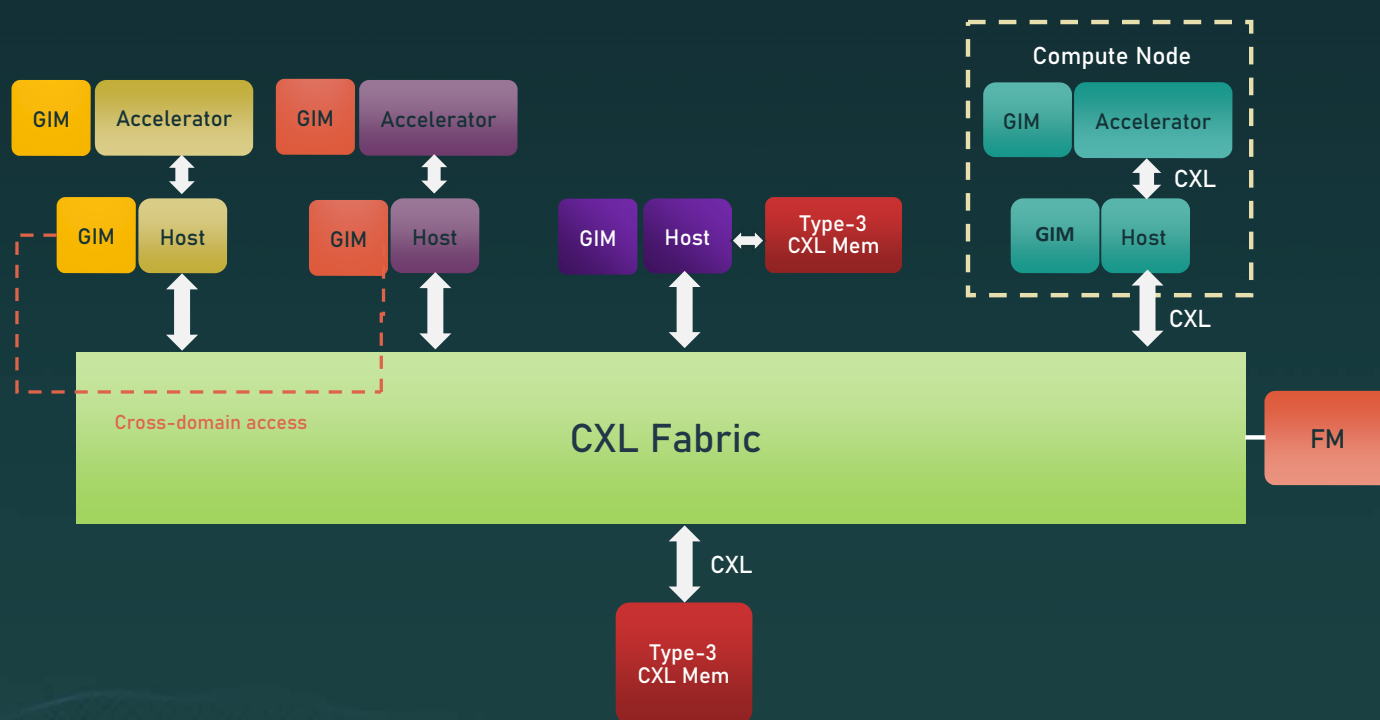 Compute Node
GIM
Accelerator
GIM
Accelerator
GIM
Accelerator
CXL
GIM
Host
GIM
Host
GIM
Host
Type-3
CXL Mem
GIM
Host
CXL
Cross-domain access
CXL Fabric
FM
CXL
Type-3
CXL Mem